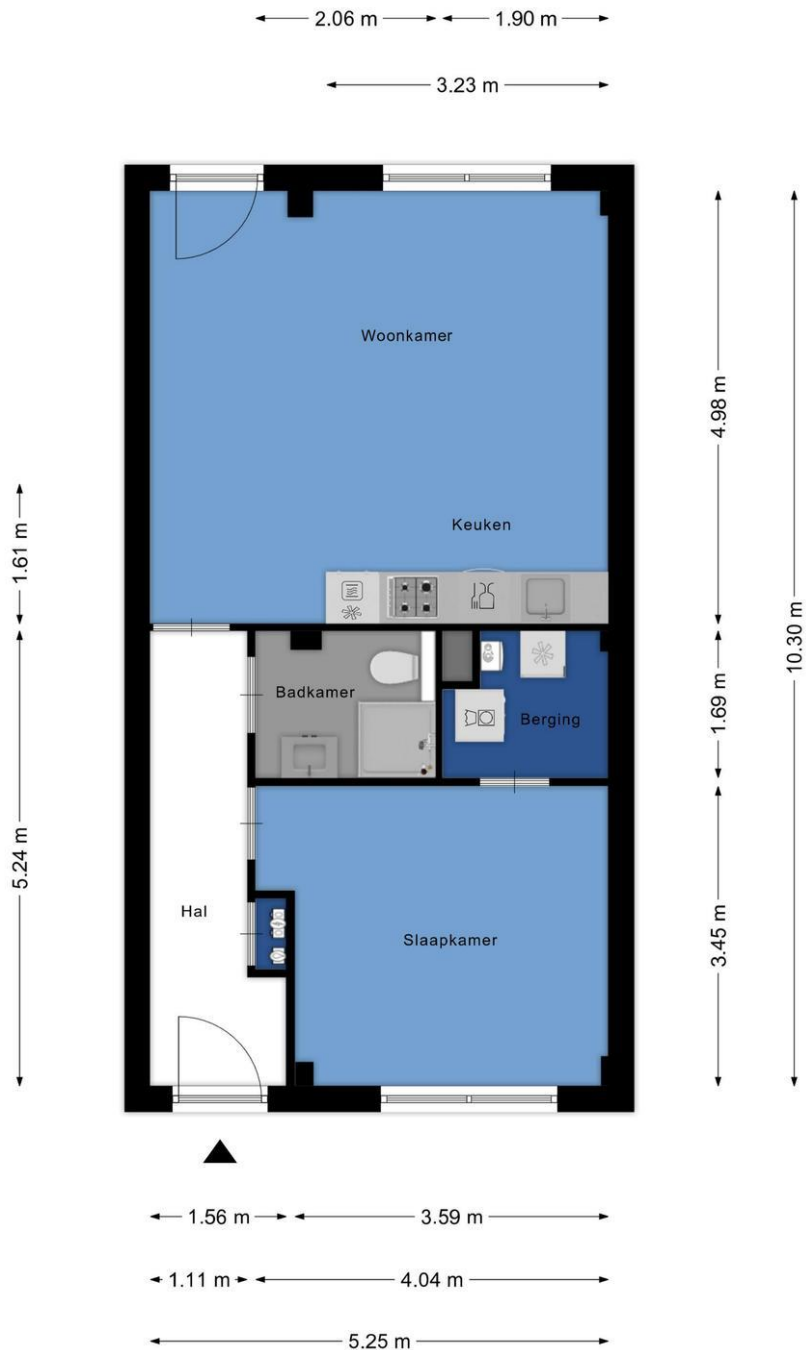 2.06 m
1.90 m
3.23 m
Woonkamer
4.98 m
Keuken
1.61 m
10.30 m
Badkamer
Berging
1.69 m
5.24 m
Hal
Slaapkamer
3.45 m
1.56 m
3.59 m
1.11 m
4.04 m
5.25 m